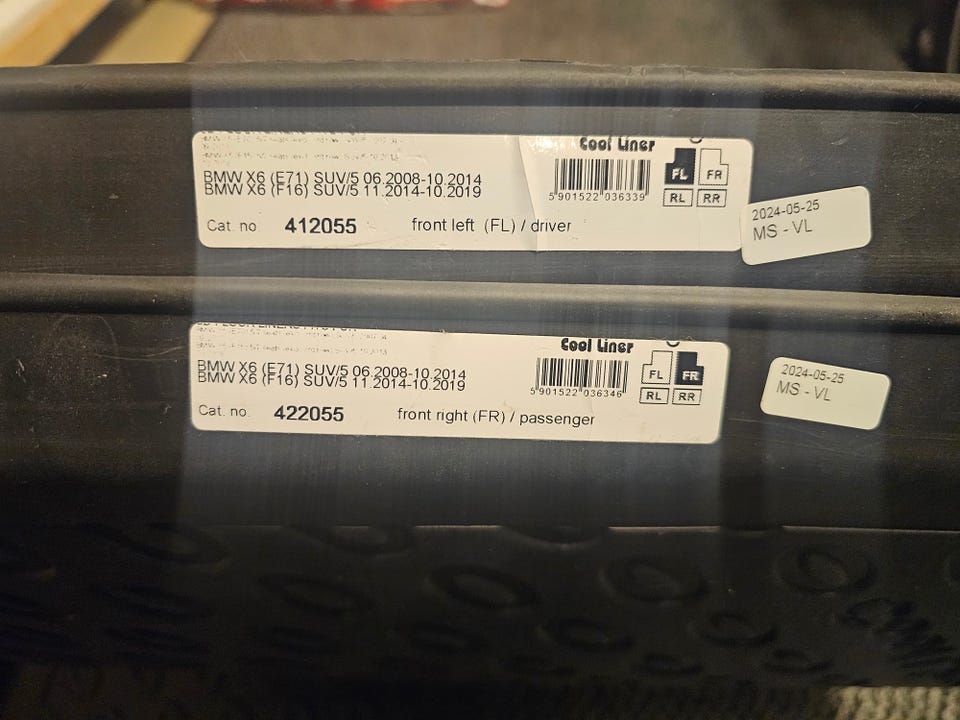 Cool Liner
BMW X6 (E71) SUV/5 06.2008-10.2014
BMW X6 (F16) SUV/5 11.2014-10.2019
5 901522 036339
FL FR
RL RR
Cat. no 412055 front left (FL) / driver
2024-05-25
MS - VL
Cool Liner
BMW X6 (E71) SUV/5 06.2008-10.2014
BMW X6 (F16) SUV/5 11.2014-10.2019
5 901522 036346
FL FR
RL RR
Cat. no. 422055 front right (FR) / passenger
2024-05-25
MS - VL